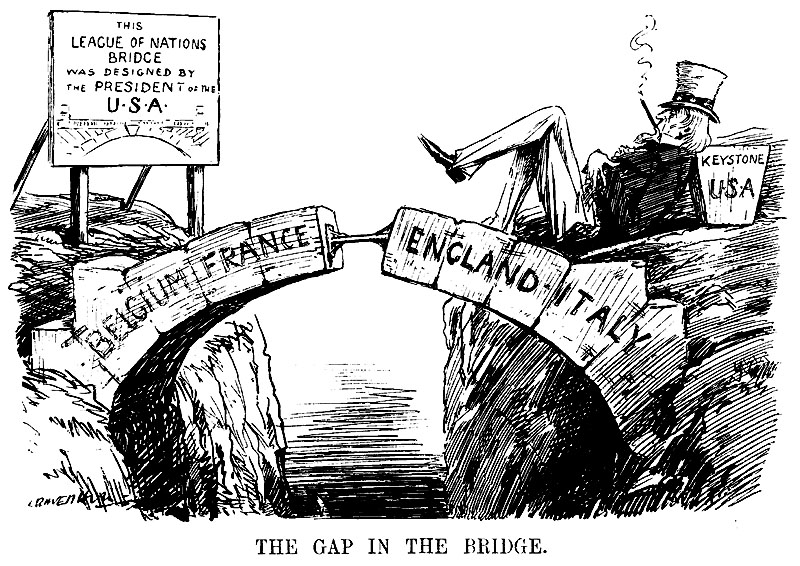 THIS
LEAGUE OF NATIONS
BRIDGE
WAS DESIGNED BY
THE PRESIDENT OF THE
U·S·A·
KEYSTONE
U·S·A
BELGIUM FRANCE
ENGLAND ITALY
THE GAP IN THE BRIDGE.